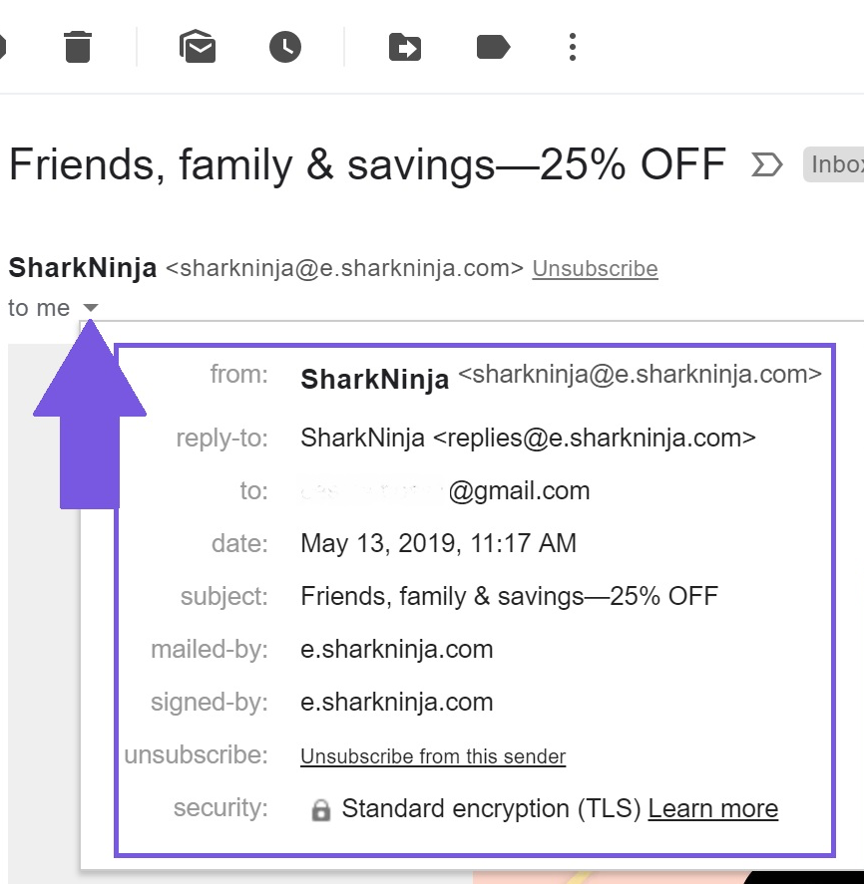 Friends, family & savings—25% OFF Inbox
SharkNinja <sharkninja@e.sharkninja.com> Unsubscribe
to me
from: SharkNinja <sharkninja@e.sharkninja.com>
reply-to: SharkNinja <replies@e.sharkninja.com>
to: @gmail.com
date: May 13, 2019, 11:17 AM
subject: Friends, family & savings—25% OFF
mailed-by: e.sharkninja.com
signed-by: e.sharkninja.com
unsubscribe: Unsubscribe from this sender
security: Standard encryption (TLS) Learn more